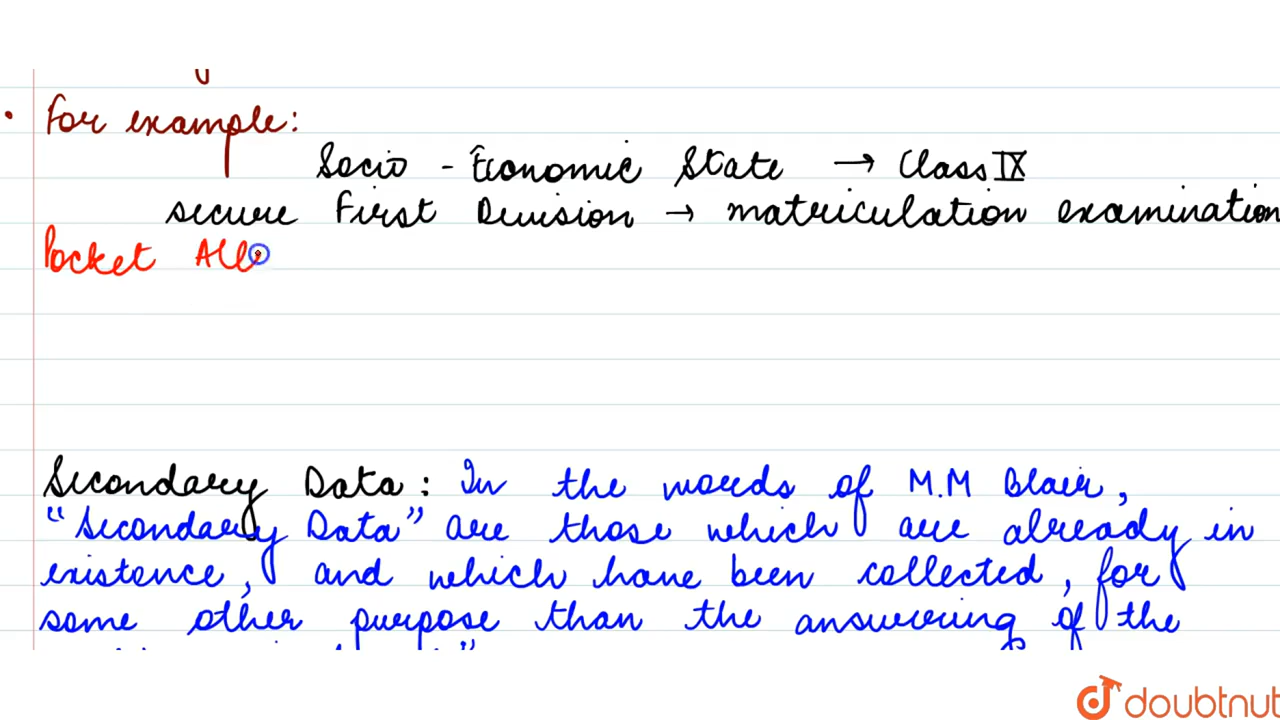 • For example:
Socio - Economic State → Class IX
secure First Division → matriculation examination
Pocket All
Secondary Data: In the words of M.M Blair,
"Secondary Data" are those which are already in
existence, and which have been collected, for
some other purpose than the answering of the
doubtnut